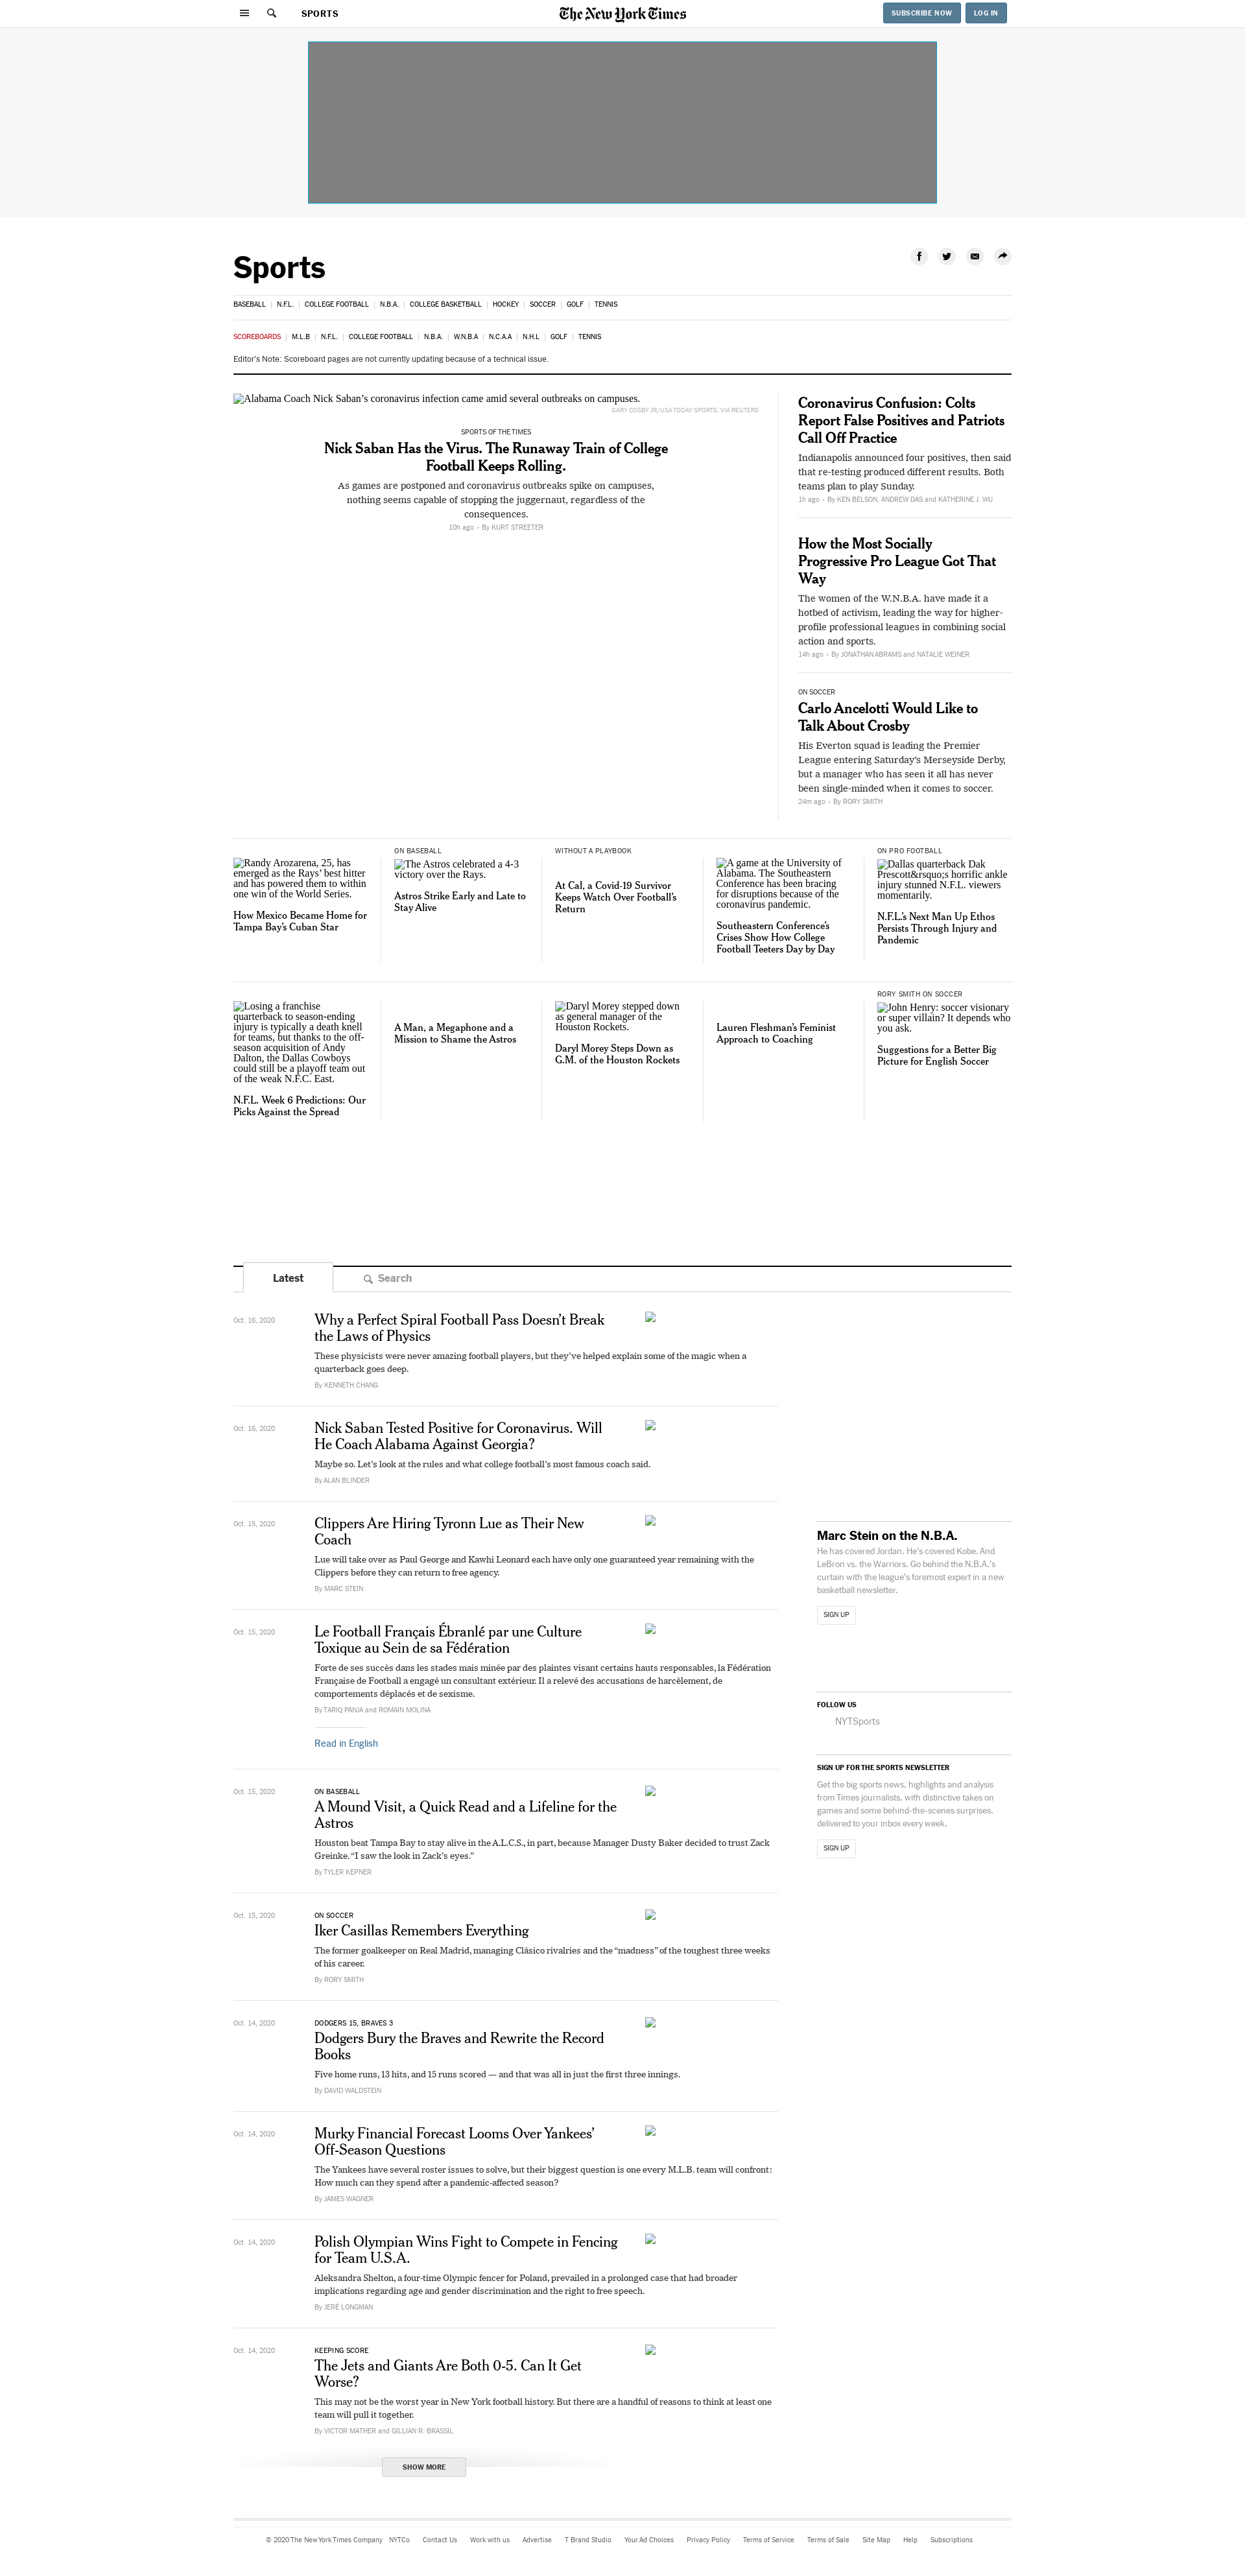 SPORTS
The New York Times
SUBSCRIBE NOW
LOG IN
Sports
BASEBALL | N.F.L. | COLLEGE FOOTBALL | N.B.A. | COLLEGE BASKETBALL | HOCKEY | SOCCER | GOLF | TENNIS
SCOREBOARDS | M.L.B | N.F.L. | COLLEGE FOOTBALL | N.B.A. | W.N.B.A | N.C.A.A | N.H.L | GOLF | TENNIS
Editor's Note: Scoreboard pages are not currently updating because of a technical issue.
Alabama Coach Nick Saban’s coronavirus infection came amid several outbreaks on campuses.
GARY COSBY JR/USA TODAY SPORTS, VIA REUTERS
SPORTS OF THE TIMES
Nick Saban Has the Virus. The Runaway Train of College
Football Keeps Rolling.
As games are postponed and coronavirus outbreaks spike on campuses,
nothing seems capable of stopping the juggernaut, regardless of the
consequences.
10h ago • By KURT STREETER
Coronavirus Confusion: Colts
Report False Positives and Patriots
Call Off Practice
Indianapolis announced four positives, then said
that re-testing produced different results. Both
teams plan to play Sunday.
1h ago • By KEN BELSON, ANDREW DAS and KATHERINE J. WU
How the Most Socially
Progressive Pro League Got That
Way
The women of the W.N.B.A. have made it a
hotbed of activism, leading the way for higher-
profile professional leagues in combining social
action and sports.
14h ago • By JONATHAN ABRAMS and NATALIE WEINER
ON SOCCER
Carlo Ancelotti Would Like to
Talk About Crosby
His Everton squad is leading the Premier
League entering Saturday’s Merseyside Derby,
but a manager who has seen it all has never
been single-minded when it comes to soccer.
24m ago • By RORY SMITH
Randy Arozarena, 25, has
emerged as the Rays’ best hitter
and has powered them to within
one win of the World Series.
How Mexico Became Home for
Tampa Bay’s Cuban Star
ON BASEBALL
The Astros celebrated a 4-3
victory over the Rays.
Astros Strike Early and Late to
Stay Alive
WITHOUT A PLAYBOOK
At Cal, a Covid-19 Survivor
Keeps Watch Over Football’s
Return
A game at the University of
Alabama. The Southeastern
Conference has been bracing
for disruptions because of the
coronavirus pandemic.
Southeastern Conference’s
Crises Show How College
Football Teeters Day by Day
ON PRO FOOTBALL
Dallas quarterback Dak
Prescott&rsquo;s horrific ankle
injury stunned N.F.L. viewers
momentarily.
N.F.L.’s Next Man Up Ethos
Persists Through Injury and
Pandemic
Losing a franchise
quarterback to season-ending
injury is typically a death knell
for teams, but thanks to the off-
season acquisition of Andy
Dalton, the Dallas Cowboys
could still be a playoff team out
of the weak N.F.C. East.
N.F.L. Week 6 Predictions: Our
Picks Against the Spread
A Man, a Megaphone and a
Mission to Shame the Astros
Daryl Morey stepped down
as general manager of the
Houston Rockets.
Daryl Morey Steps Down as
G.M. of the Houston Rockets
Lauren Fleshman’s Feminist
Approach to Coaching
RORY SMITH ON SOCCER
John Henry: soccer visionary
or super villain? It depends who
you ask.
Suggestions for a Better Big
Picture for English Soccer
Latest
Search
Oct. 16, 2020
Why a Perfect Spiral Football Pass Doesn’t Break
the Laws of Physics
These physicists were never amazing football players, but they’ve helped explain some of the magic when a
quarterback goes deep.
By KENNETH CHANG
Oct. 16, 2020
Nick Saban Tested Positive for Coronavirus. Will
He Coach Alabama Against Georgia?
Maybe so. Let’s look at the rules and what college football’s most famous coach said.
By ALAN BLINDER
Oct. 15, 2020
Clippers Are Hiring Tyronn Lue as Their New
Coach
Lue will take over as Paul George and Kawhi Leonard each have only one guaranteed year remaining with the
Clippers before they can return to free agency.
By MARC STEIN
Oct. 15, 2020
Le Football Français Ébranlé par une Culture
Toxique au Sein de sa Fédération
Forte de ses succès dans les stades mais minée par des plaintes visant certains hauts responsables, la Fédération
Française de Football a engagé un consultant extérieur. Il a relevé des accusations de harcèlement, de
comportements déplacés et de sexisme.
By TARIQ PANJA and ROMAIN MOLINA
Read in English
Oct. 15, 2020
ON BASEBALL
A Mound Visit, a Quick Read and a Lifeline for the
Astros
Houston beat Tampa Bay to stay alive in the A.L.C.S., in part, because Manager Dusty Baker decided to trust Zack
Greinke. “I saw the look in Zack’s eyes.”
By TYLER KEPNER
Oct. 15, 2020
ON SOCCER
Iker Casillas Remembers Everything
The former goalkeeper on Real Madrid, managing Clásico rivalries and the “madness” of the toughest three weeks
of his career.
By RORY SMITH
Oct. 14, 2020
DODGERS 15, BRAVES 3
Dodgers Bury the Braves and Rewrite the Record
Books
Five home runs, 13 hits, and 15 runs scored — and that was all in just the first three innings.
By DAVID WALDSTEIN
Oct. 14, 2020
Murky Financial Forecast Looms Over Yankees’
Off-Season Questions
The Yankees have several roster issues to solve, but their biggest question is one every M.L.B. team will confront:
How much can they spend after a pandemic-affected season?
By JAMES WAGNER
Oct. 14, 2020
Polish Olympian Wins Fight to Compete in Fencing
for Team U.S.A.
Aleksandra Shelton, a four-time Olympic fencer for Poland, prevailed in a prolonged case that had broader
implications regarding age and gender discrimination and the right to free speech.
By JERÉ LONGMAN
Oct. 14, 2020
KEEPING SCORE
The Jets and Giants Are Both 0-5. Can It Get
Worse?
This may not be the worst year in New York football history. But there are a handful of reasons to think at least one
team will pull it together.
By VICTOR MATHER and GILLIAN R. BRASSIL
SHOW MORE
Marc Stein on the N.B.A.
He has covered Jordan. He’s covered Kobe. And
LeBron vs. the Warriors. Go behind the N.B.A.’s
curtain with the league’s foremost expert in a new
basketball newsletter.
SIGN UP
FOLLOW US
NYTSports
SIGN UP FOR THE SPORTS NEWSLETTER
Get the big sports news, highlights and analysis
from Times journalists, with distinctive takes on
games and some behind-the-scenes surprises,
delivered to your inbox every week.
SIGN UP
© 2020 The New York Times Company NYTCo Contact Us Work with us Advertise T Brand Studio Your Ad Choices Privacy Policy Terms of Service Terms of Sale Site Map Help Subscriptions